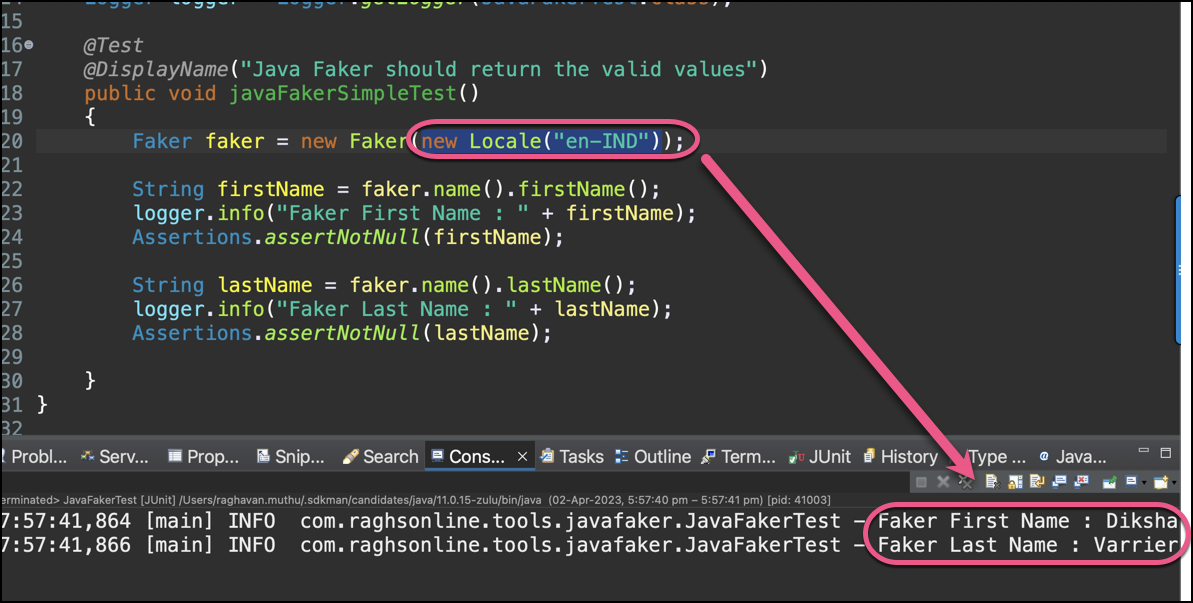 15
16 @Test
17 @DisplayName("Java Faker should return the valid values")
18 public void javaFakerSimpleTest()
19 {
20 Faker faker = new Faker(new Locale("en-IND"));
21
22 String firstName = faker.name().firstName();
23 logger.info("Faker First Name : " + firstName);
24 Assertions.assertNotNull(firstName);
25
26 String lastName = faker.name().lastName();
27 logger.info("Faker Last Name : " + lastName);
28 Assertions.assertNotNull(lastName);
29
30 }
31 }
32
Probl... Serv... Prop... Snip... Search Cons... Tasks Outline Term... JUnit History Type ... Java...
erminated> JavaFakerTest [JUnit] /Users/raghavan.muthu/.sdkman/candidates/java/11.0.15-zulu/bin/java (02-Apr-2023, 5:57:40 pm – 5:57:41 pm) [pid: 41003]
7:57:41,864 [main] INFO com.raghsonline.tools.javafaker.JavaFakerTest – Faker First Name : Diksha
7:57:41,866 [main] INFO com.raghsonline.tools.javafaker.JavaFakerTest – Faker Last Name : Varrier